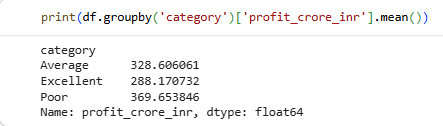 print(df.groupby('category')['profit_crore_inr'].mean())
category
Average      328.606061
Excellent    288.170732
Poor         369.653846
Name: profit_crore_inr, dtype: float64